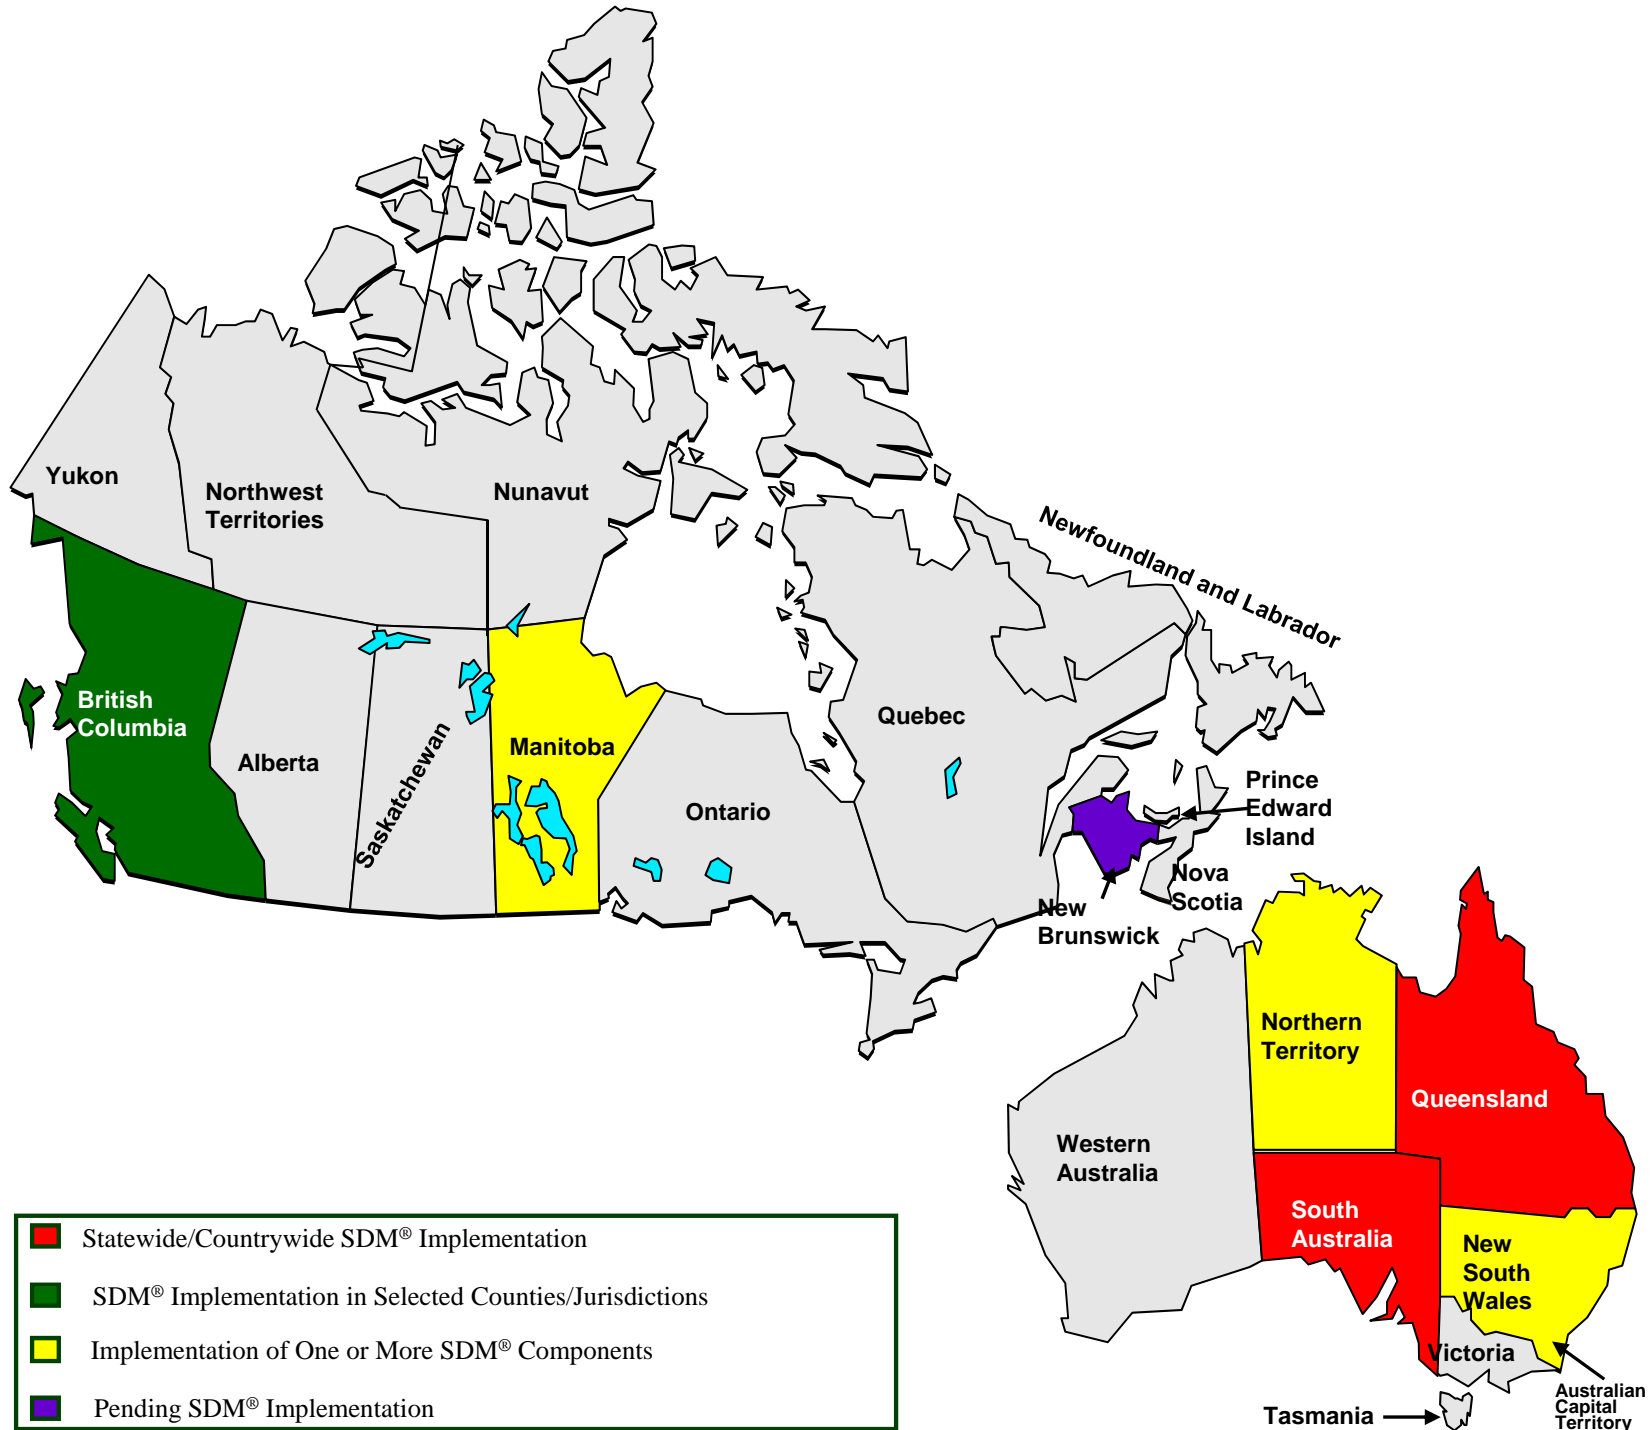 Yukon
Northwest
Territories
Nunavut
Newfoundland and Labrador
British
Columbia
Alberta
Saskatchewan
Manitoba
Ontario
Quebec
Prince
Edward
Island
Nova
Scotia
New
Brunswick
Northern
Territory
Queensland
Western
Australia
South
Australia
New
South
Wales
Victoria
Australian
Capital
Territory
Tasmania
Statewide/Countrywide SDM® Implementation
SDM® Implementation in Selected Counties/Jurisdictions
Implementation of One or More SDM® Components
Pending SDM® Implementation